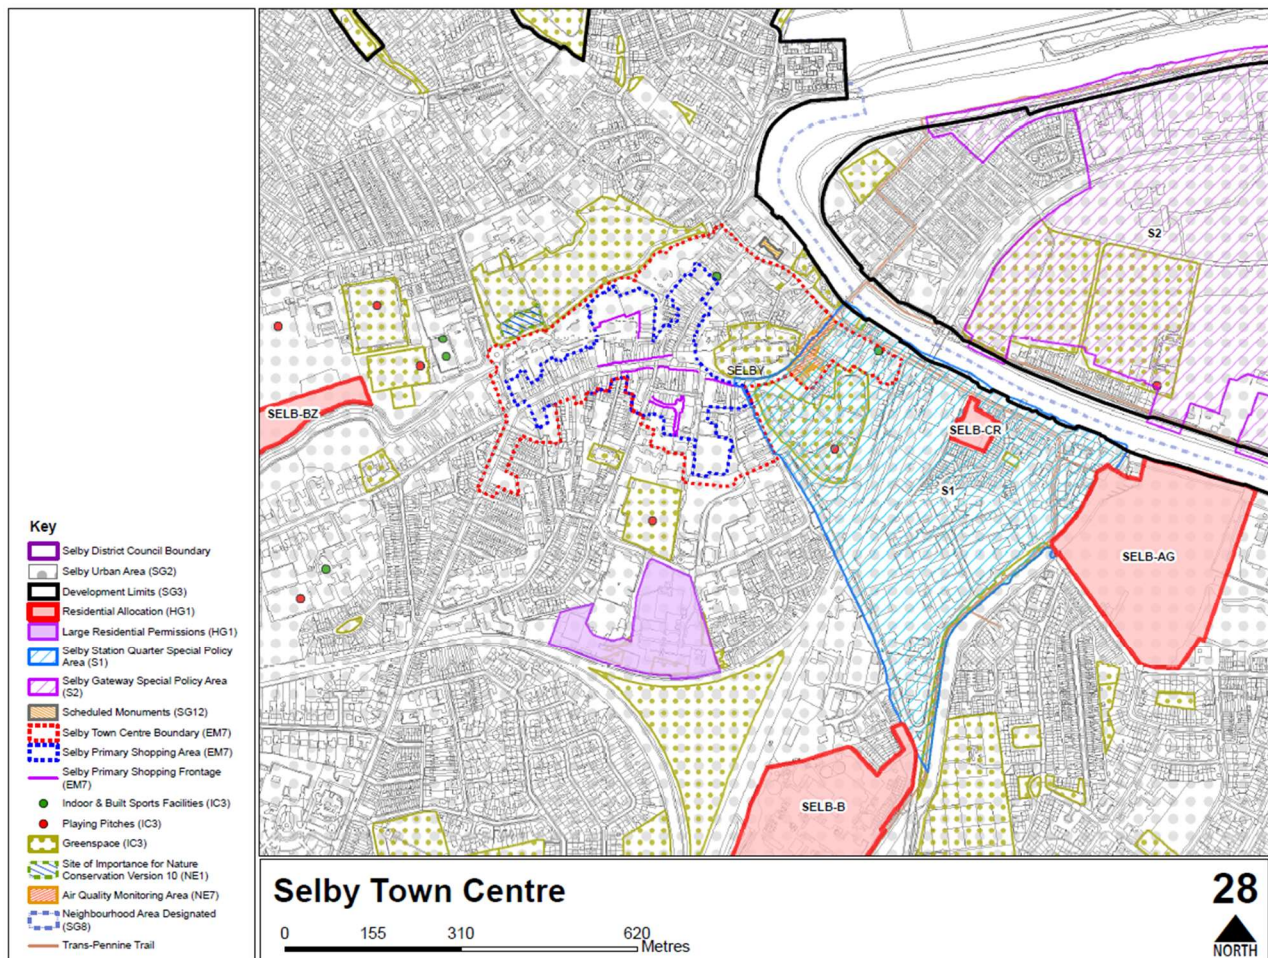 SELBY
S2
SELB-BZ
SELB-CR
S1
SELB-AG
SELB-B
Key
Selby District Council Boundary
Selby Urban Area (SG2)
Development Limits (SG3)
Residential Allocation (HG1)
Large Residential Permissions (HG1)
Selby Station Quarter Special Policy
Area (S1)
Selby Gateway Special Policy Area
(S2)
Scheduled Monuments (SG12)
Selby Town Centre Boundary (EM7)
Selby Primary Shopping Area (EM7)
Selby Primary Shopping Frontage
(EM7)
Indoor & Built Sports Facilities (IC3)
Playing Pitches (IC3)
Greenspace (IC3)
Site of Importance for Nature
Conservation Version 10 (NE1)
Air Quality Monitoring Area (NE7)
Neighbourhood Area Designated
(SG8)
Trans-Pennine Trail
Selby Town Centre
28
0 155 310 620
Metres
NORTH